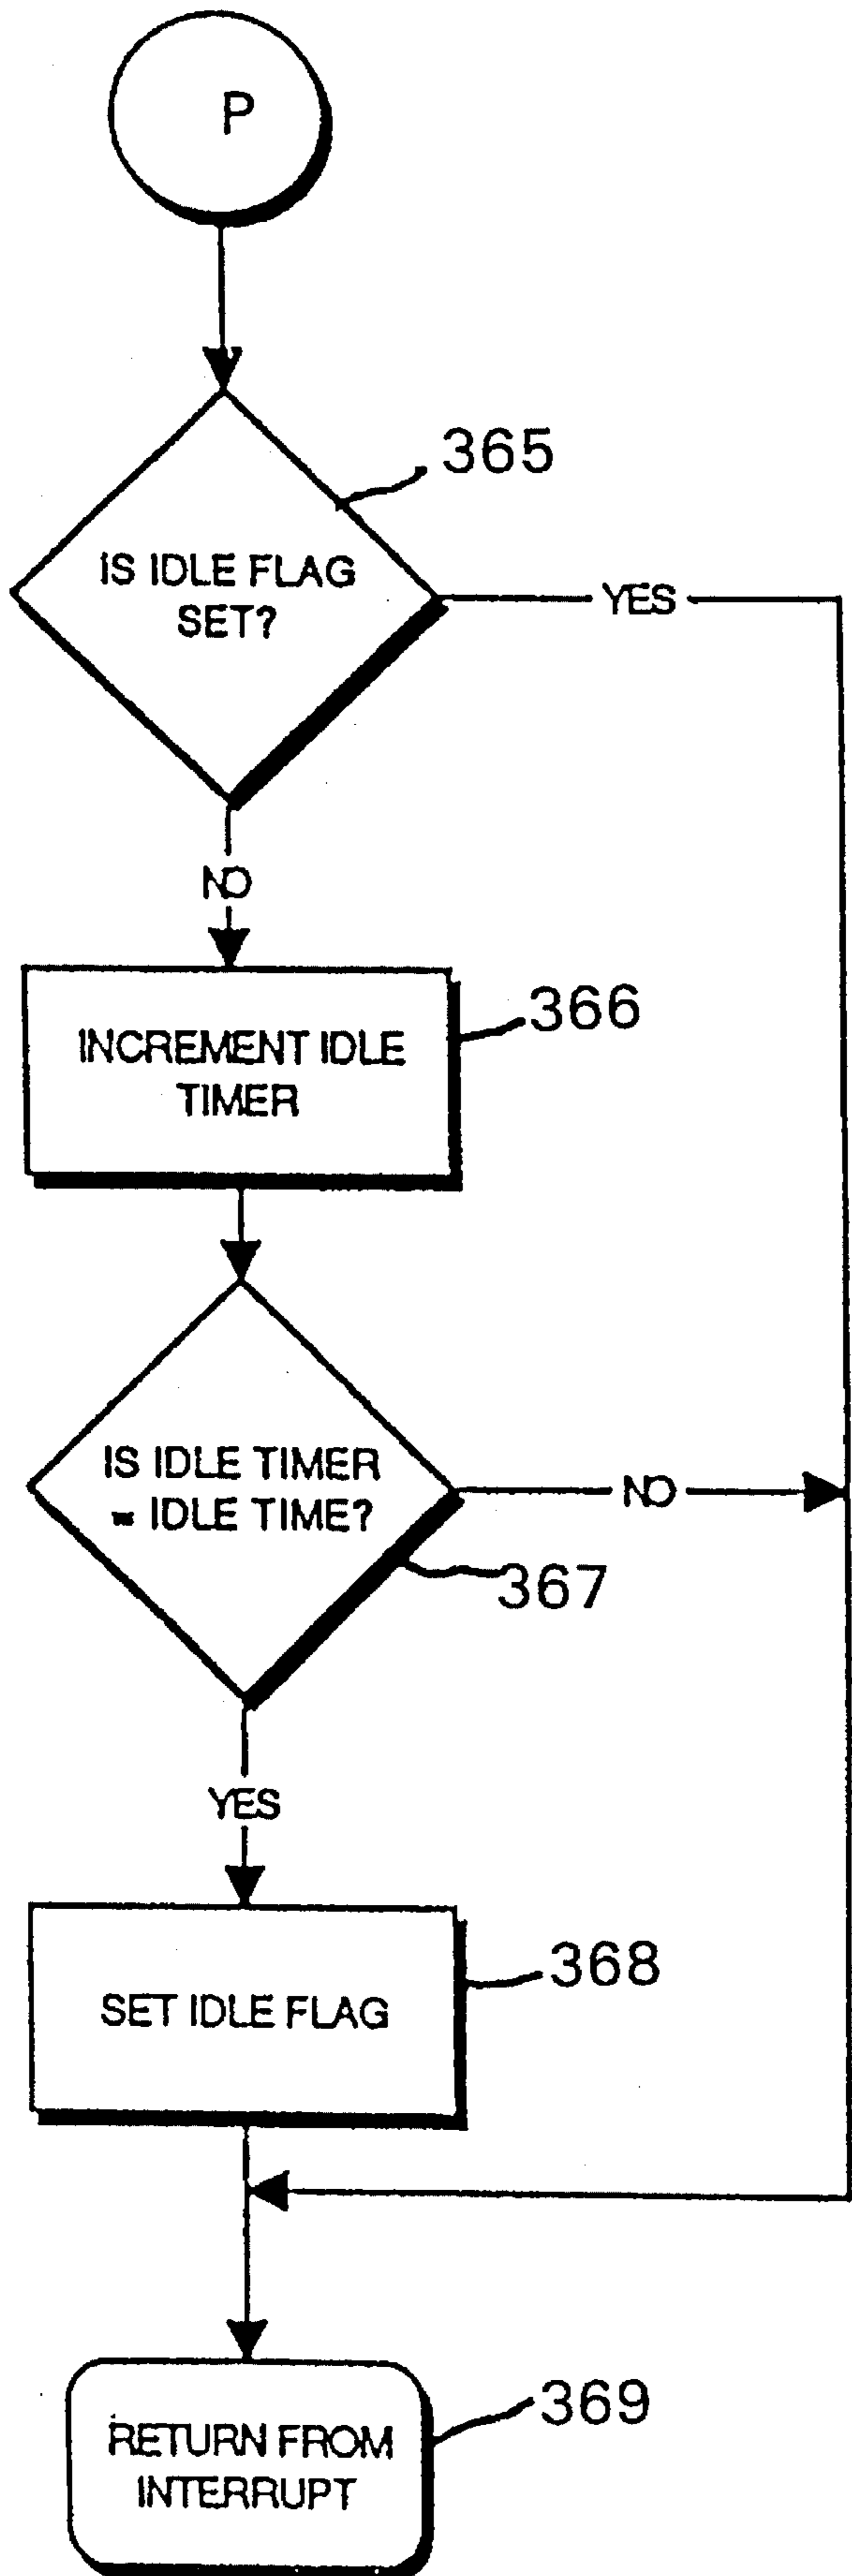 P
365
IS IDLE FLAG
SET?
YES
NO
366
INCREMENT IDLE
TIMER
IS IDLE TIMER
= IDLE TIME?
NO
367
YES
368
SET IDLE FLAG
369
RETURN FROM
INTERRUPT